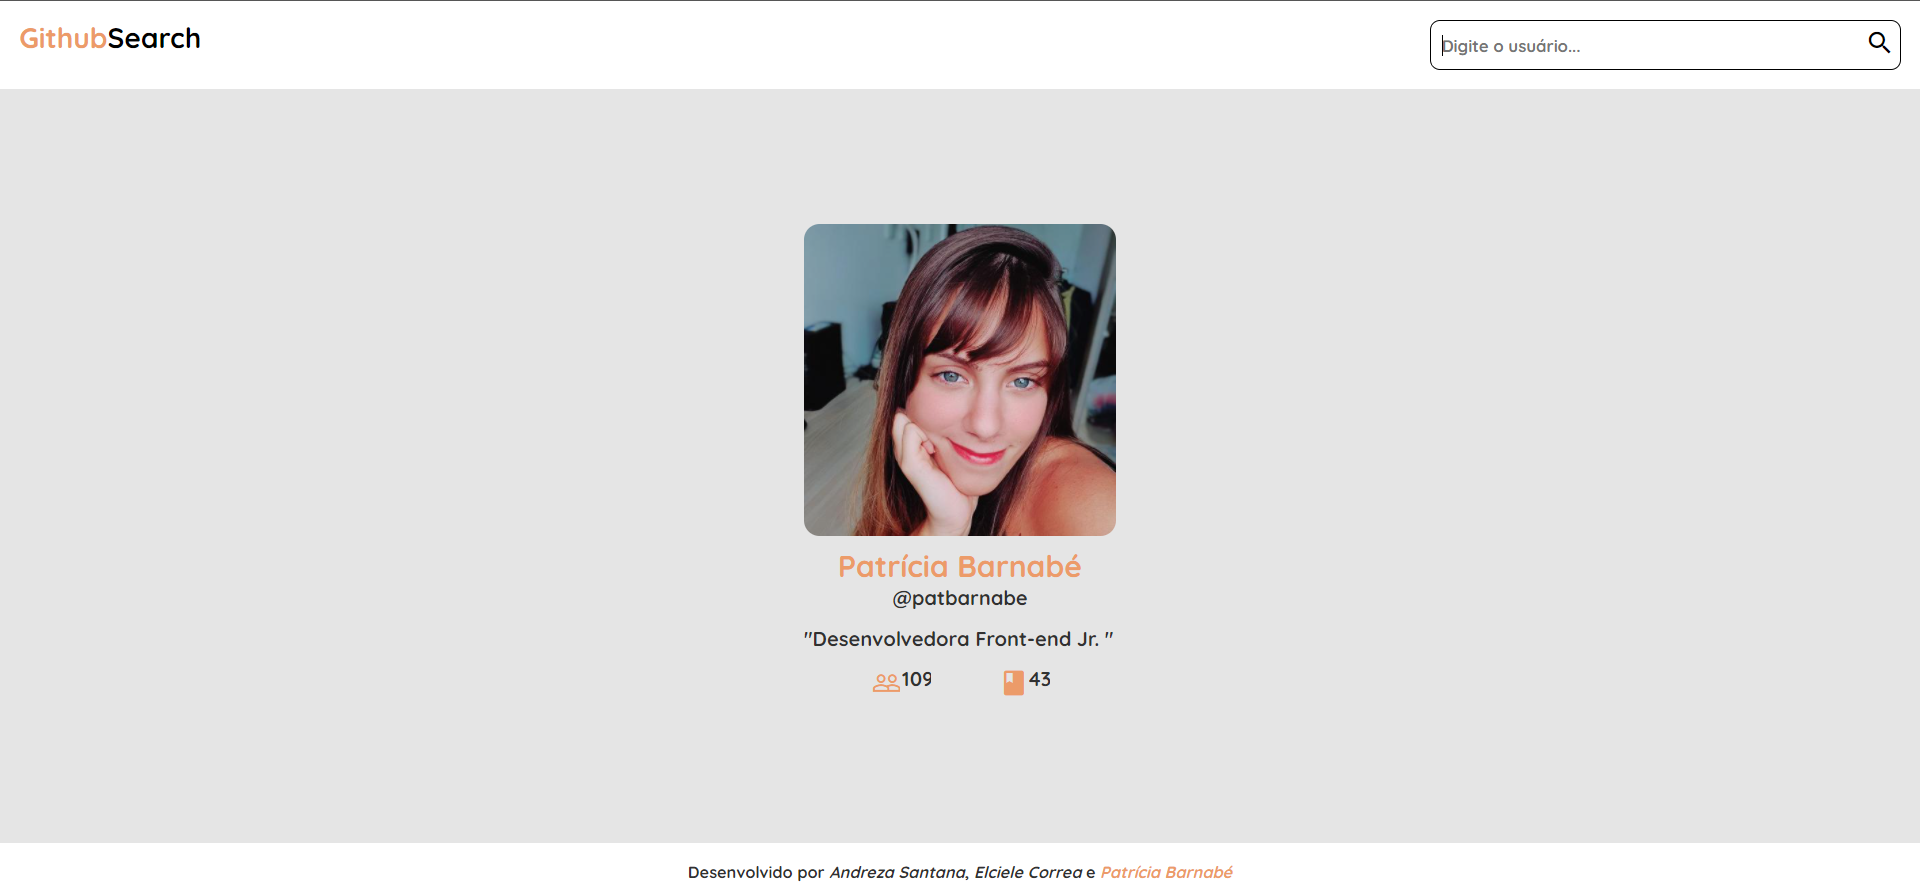 GithubSearch
Digite o usuário...
Patrícia Barnabé
@patbarnabe
"Desenvolvedora Front-end Jr. "
109 43
Desenvolvido por Andreza Santana, Elciele Correa e Patrícia Barnabé